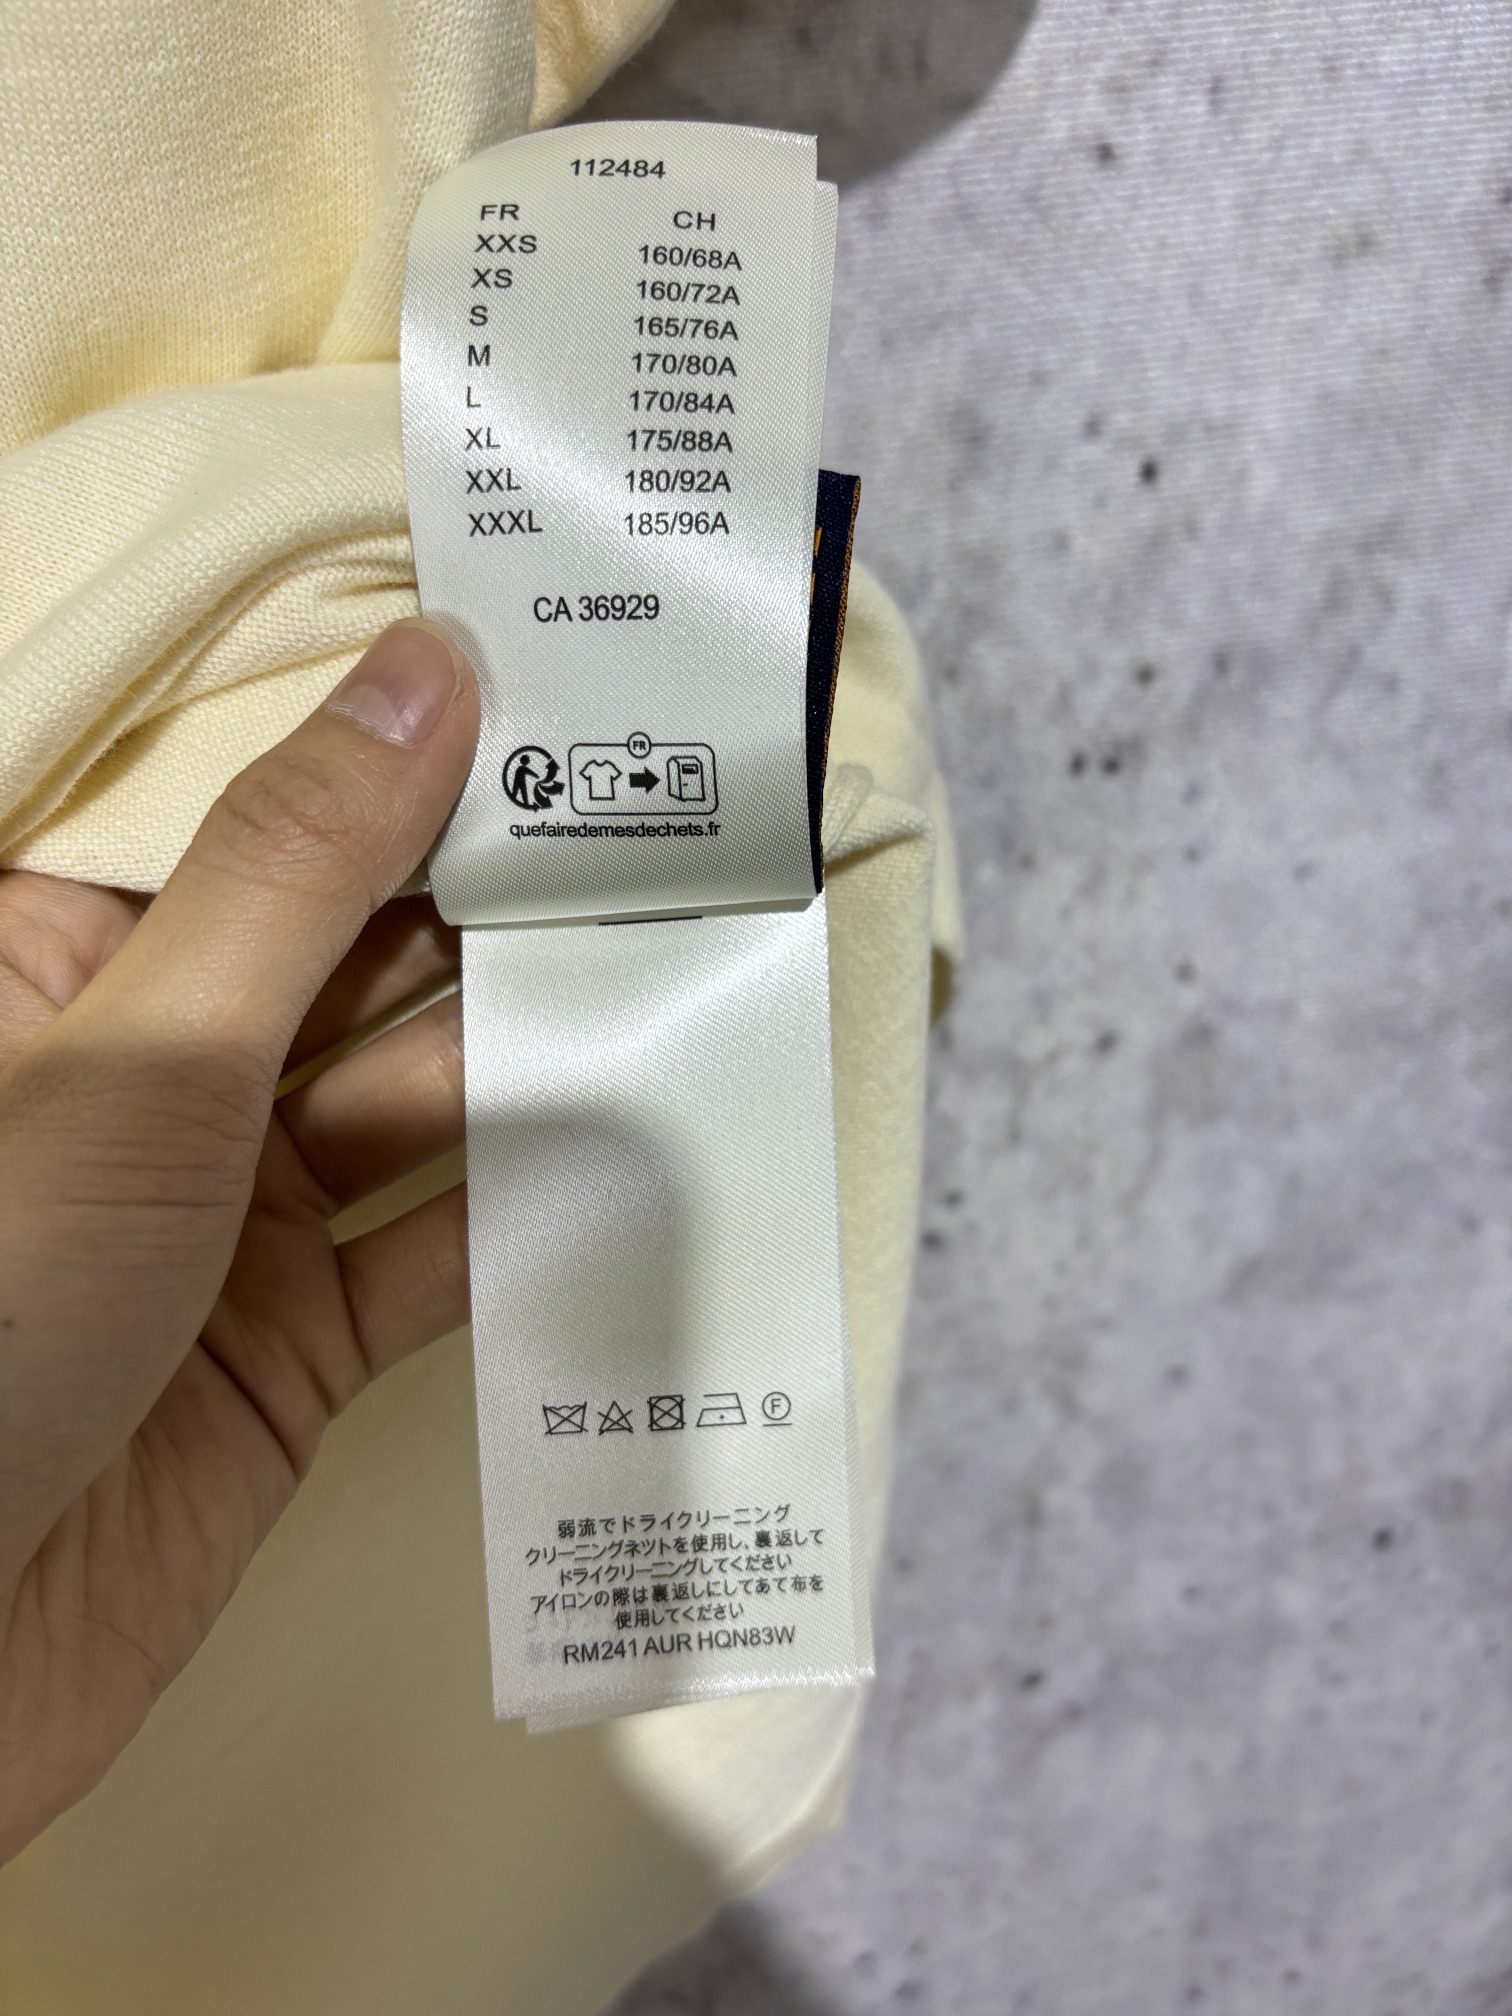 112484
FR CH
XXS 160/68A
XS 160/72A
S 165/76A
M 170/80A
L 170/84A
XL 175/88A
XXL 180/92A
XXXL 185/96A
CA 36929
FR
quefairedemesdechets.fr
F
弱流でドライクリーニング
クリーニングネツトを使用し、裏返して
ドライクリーニングしてください
アイロンの際は裏返しにしてあて布を
使用してください
RM241 AUR HQN83W